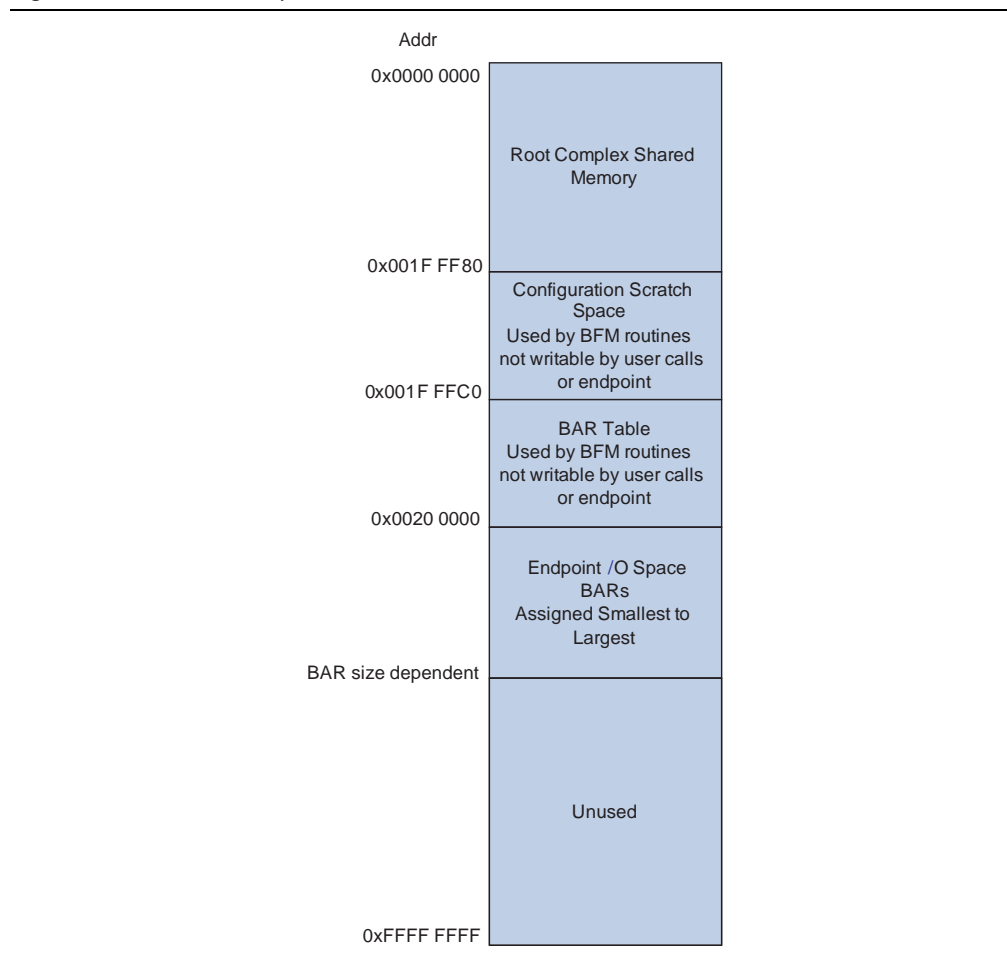 Addr
0x0000 0000
Root Complex Shared
Memory
0x001F FF80
Configuration Scratch
Space
Used by BFM routines
not writable by user calls
or endpoint
0x001F FFC0
BAR Table
Used by BFM routines
not writable by user calls
or endpoint
0x0020 0000
Endpoint /O Space
BARs
Assigned Smallest to
Largest
BAR size dependent
Unused
0xFFFF FFFF